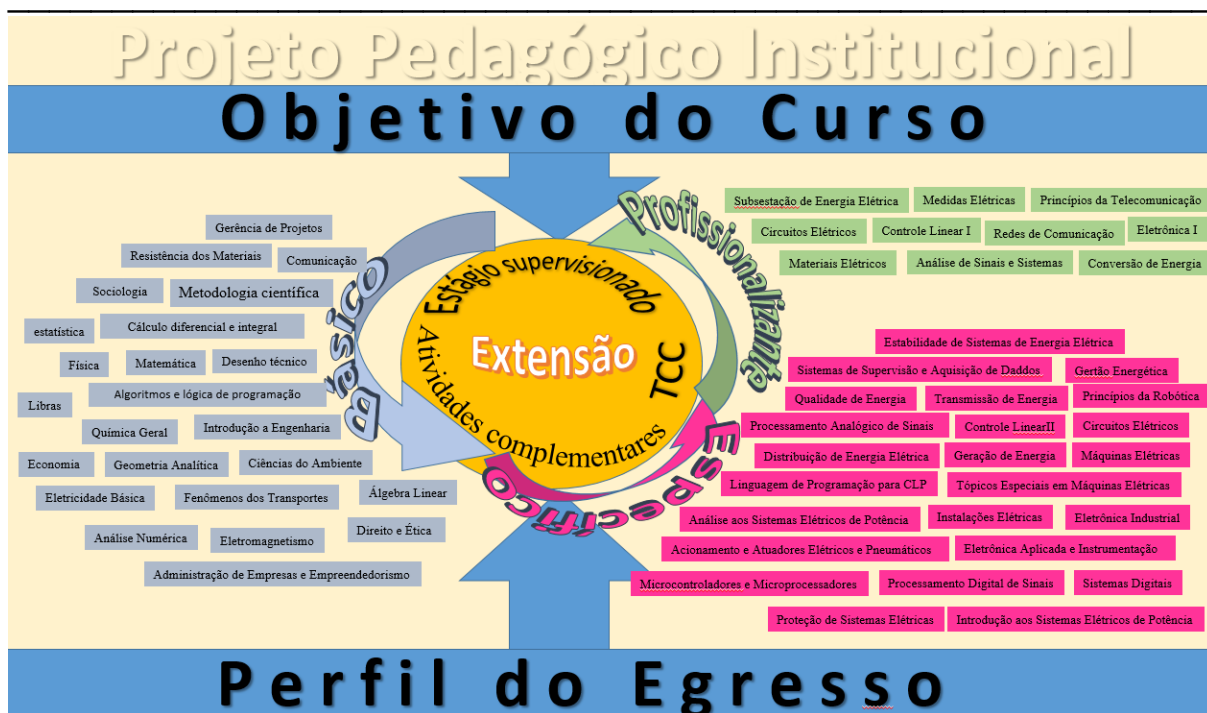 Projeto Pedagógico Institucional
Objetivo do Curso
Gerência de Projetos
Resistência dos Materiais
Comunicação
Sociologia
Metodologia científica
estatística
Cálculo diferencial e integral
Física
Matemática
Desenho técnico
Algoritmos e lógica de programação
Libras
Química Geral
Introdução a Engenharia
Economia
Geometria Analítica
Ciências do Ambiente
Eletricidade Básica
Fenômenos dos Transportes
Álgebra Linear
Análise Numérica
Eletromagnetismo
Direito e Ética
Administração de Empresas e Empreendedorismo
Básico
Estágio supervisionado
Extensão
TCC
Atividades complementares
Profissionalizante
Específico
Subsestação de Energia Elétrica
Medidas Elétricas
Princípios da Telecomunicação
Circuitos Elétricos
Controle Linear I
Redes de Comunicação
Eletrônica I
Materiais Elétricos
Análise de Sinais e Sistemas
Conversão de Energia
Estabilidade de Sistemas de Energia Elétrica
Sistemas de Supervisão e Aquisição de Daddos
Gertão Energética
Qualidade de Energia
Transmissão de Energia
Princípios da Robótica
Processamento Analógico de Sinais
Controle LinearII
Circuitos Elétricos
Distribuição de Energia Elétrica
Geração de Energia
Máquinas Elétricas
Linguagem de Programação para CLP
Tópicos Especiais em Máquinas Elétricas
Análise aos Sistemas Elétricos de Potência
Instalações Elétricas
Eletrônica Industrial
Acionamento e Atuadores Elétricos e Pneumáticos
Eletrônica Aplicada e Instrumentação
Microcontroladores e Microprocessadores
Processamento Digital de Sinais
Sistemas Digitais
Proteção de Sistemas Elétricas
Introdução aos Sistemas Elétricos de Potência
Perfil do Egresso